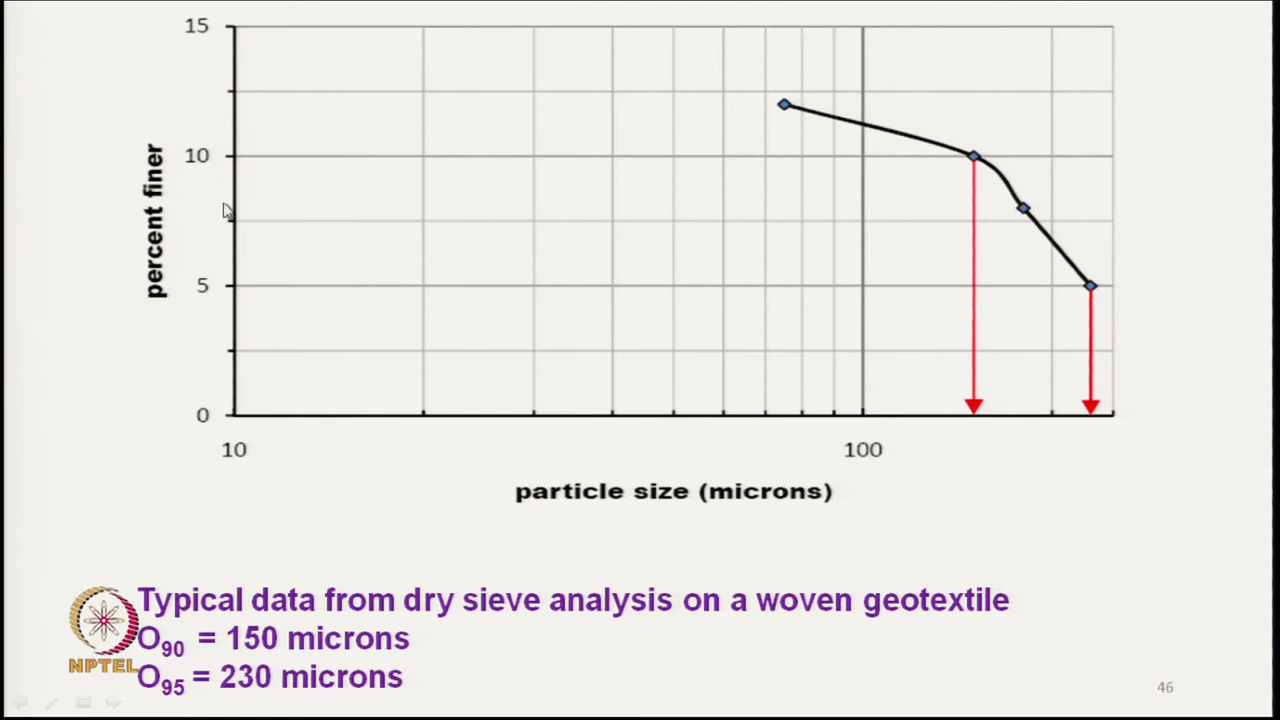 15
10
5
0
percent finer
10
100
particle size (microns)
Typical data from dry sieve analysis on a woven geotextile
O90 = 150 microns
O95 = 230 microns
NPTEL
46